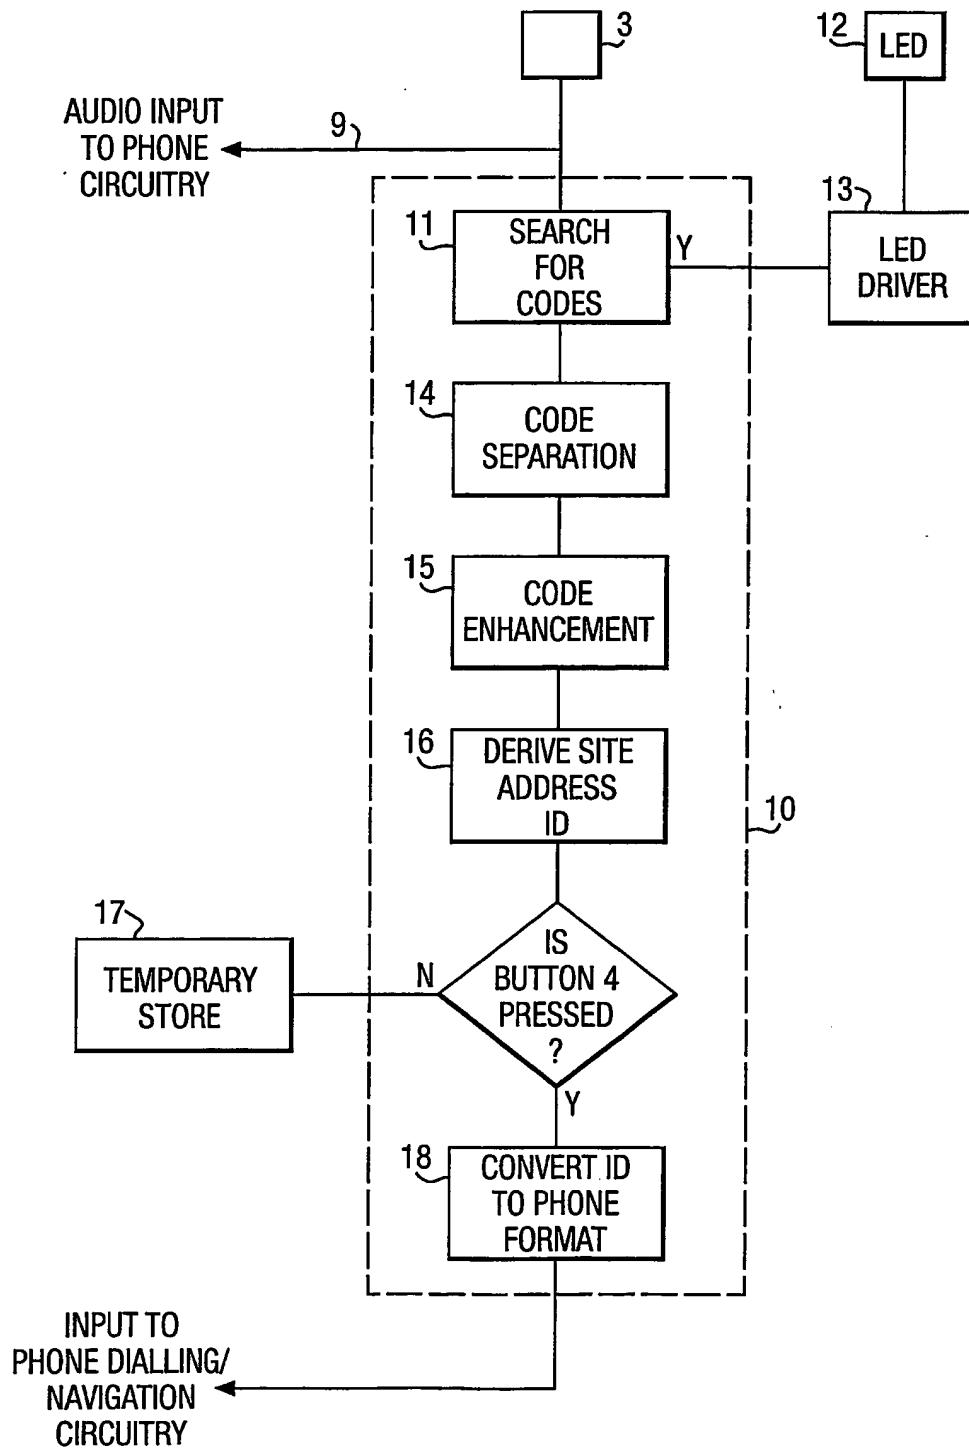 3
12
LED
AUDIO INPUT
TO PHONE
CIRCUITRY
9
13
LED
DRIVER
11
SEARCH
FOR
CODES
Y
14
CODE
SEPARATION
15
CODE
ENHANCEMENT
16
DERIVE SITE
ADDRESS
ID
10
17
TEMPORARY
STORE
N
IS
BUTTON 4
PRESSED
?
Y
18
CONVERT ID
TO PHONE
FORMAT
INPUT TO
PHONE DIALLING/
NAVIGATION
CIRCUITRY